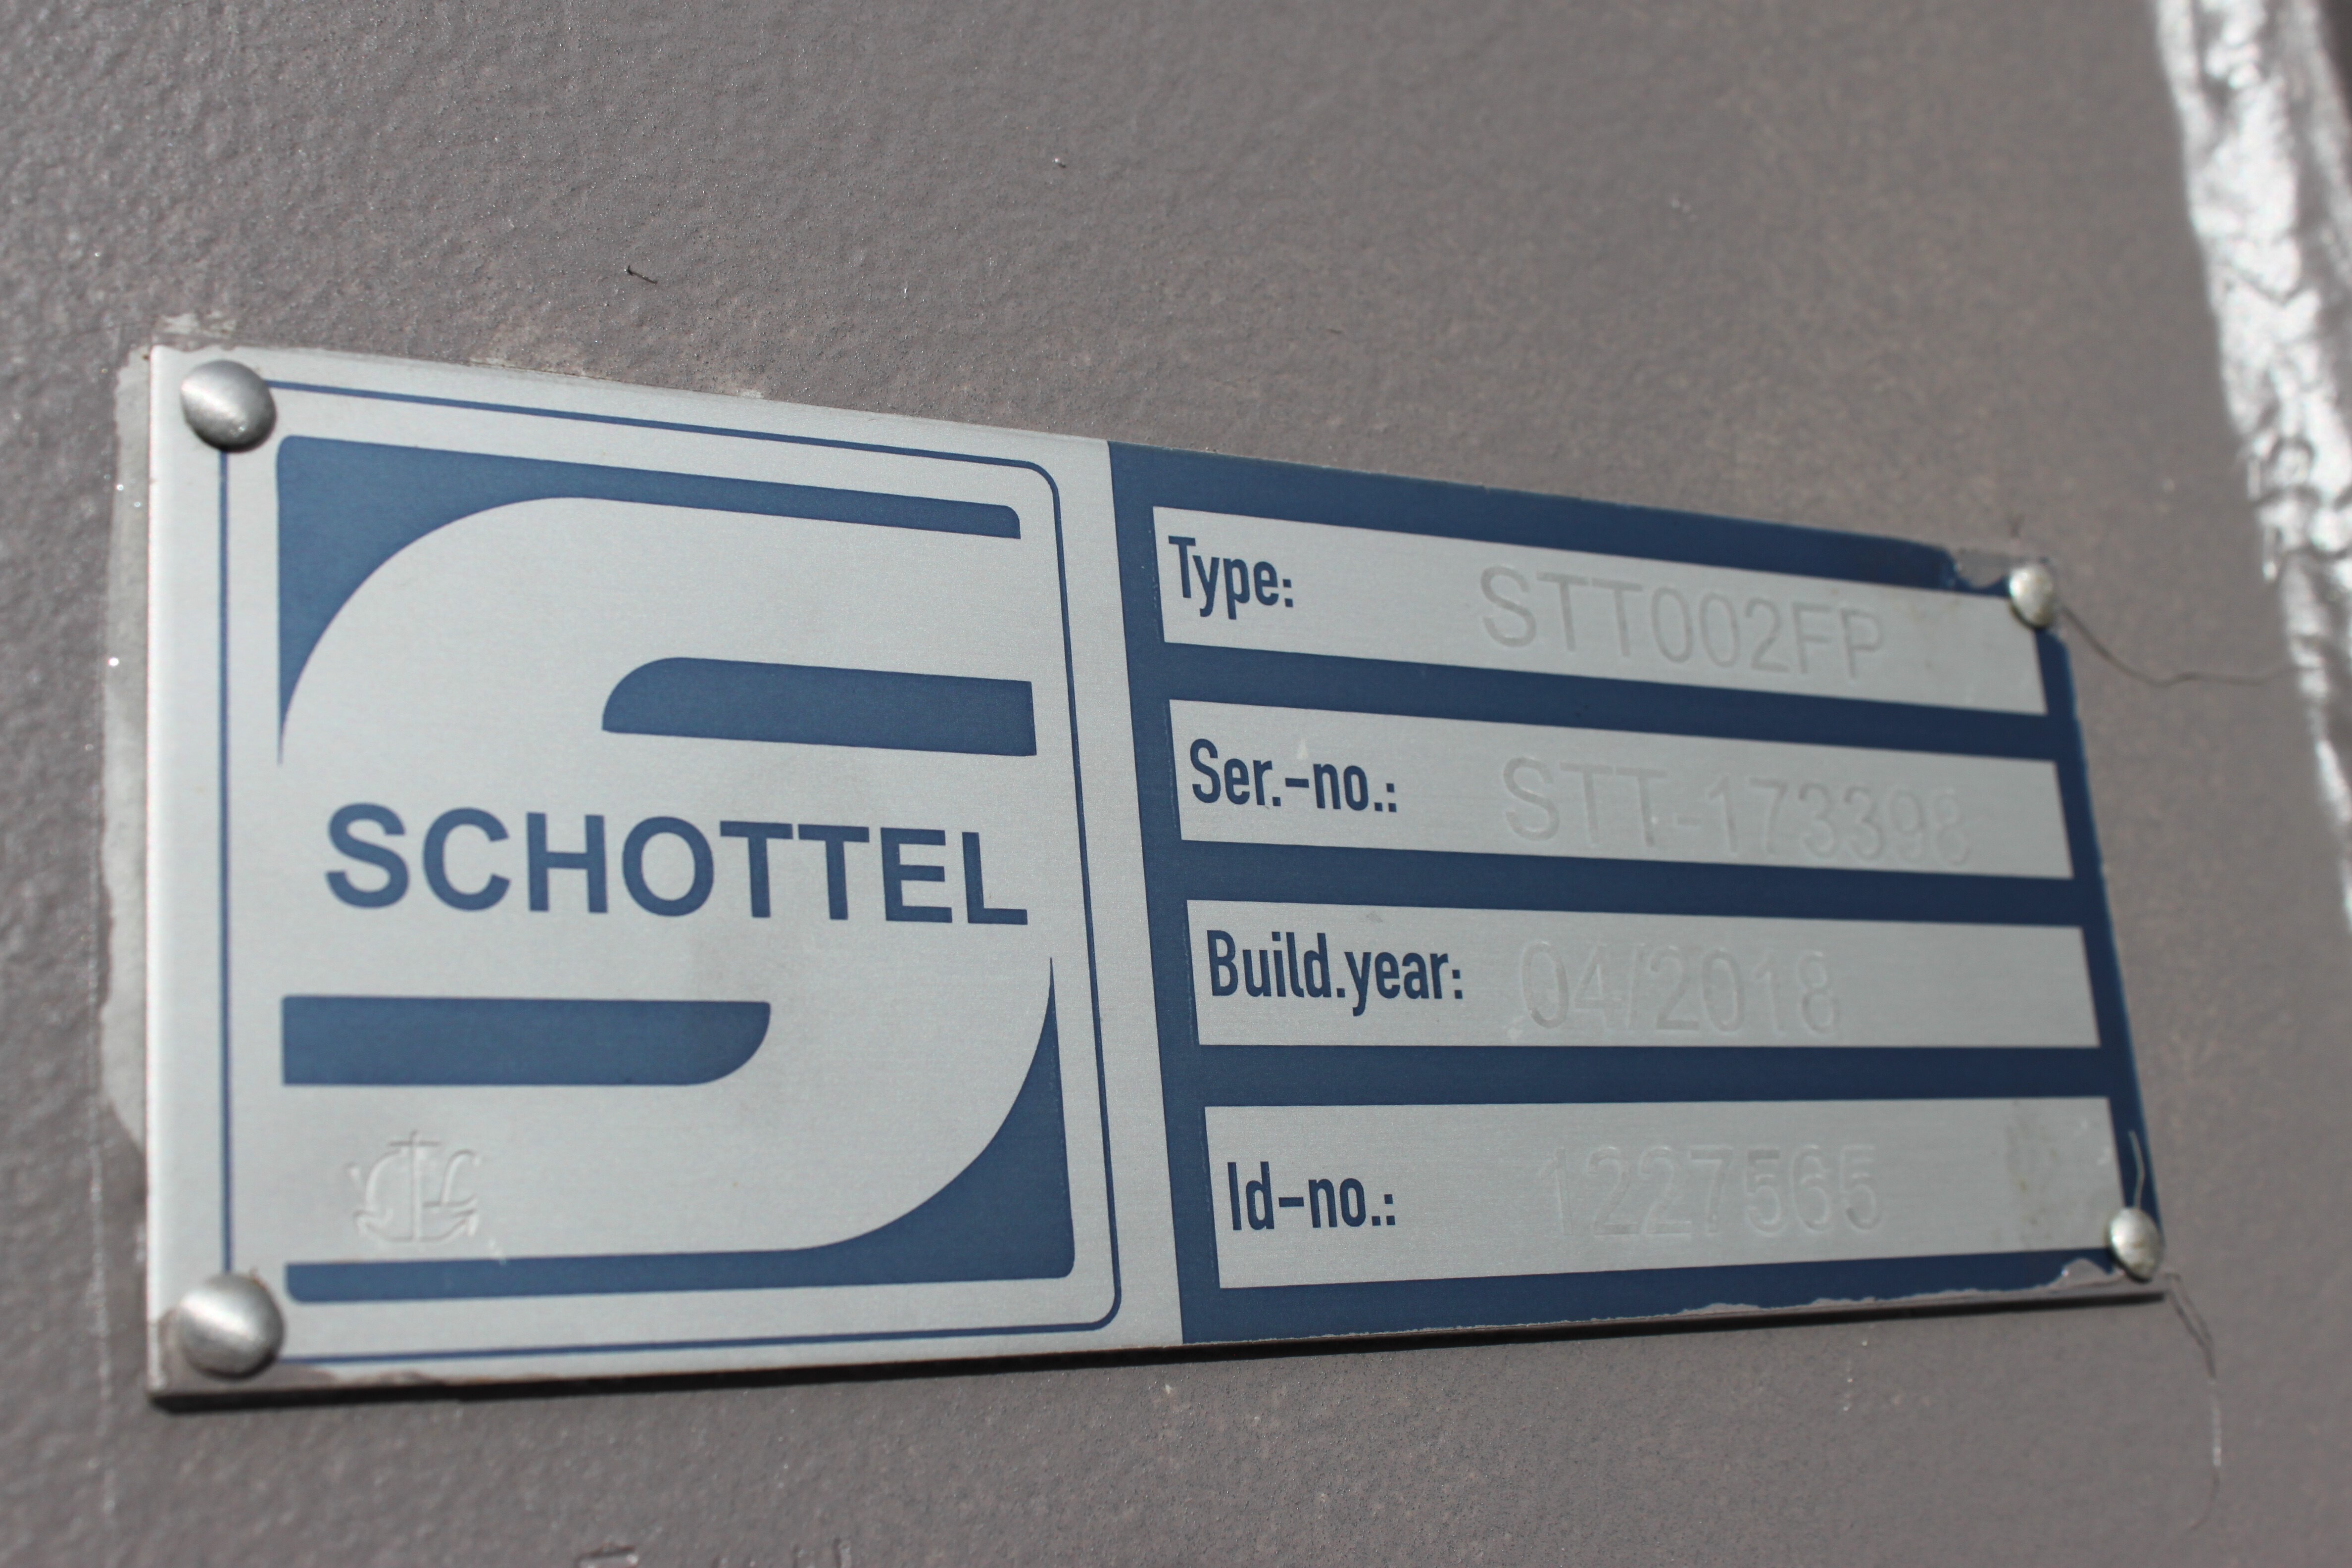 SCHOTTEL
Type: STT002FP
Ser.-no.: STT-173398
Build.year: 04/2018
Id-no.: 1227565